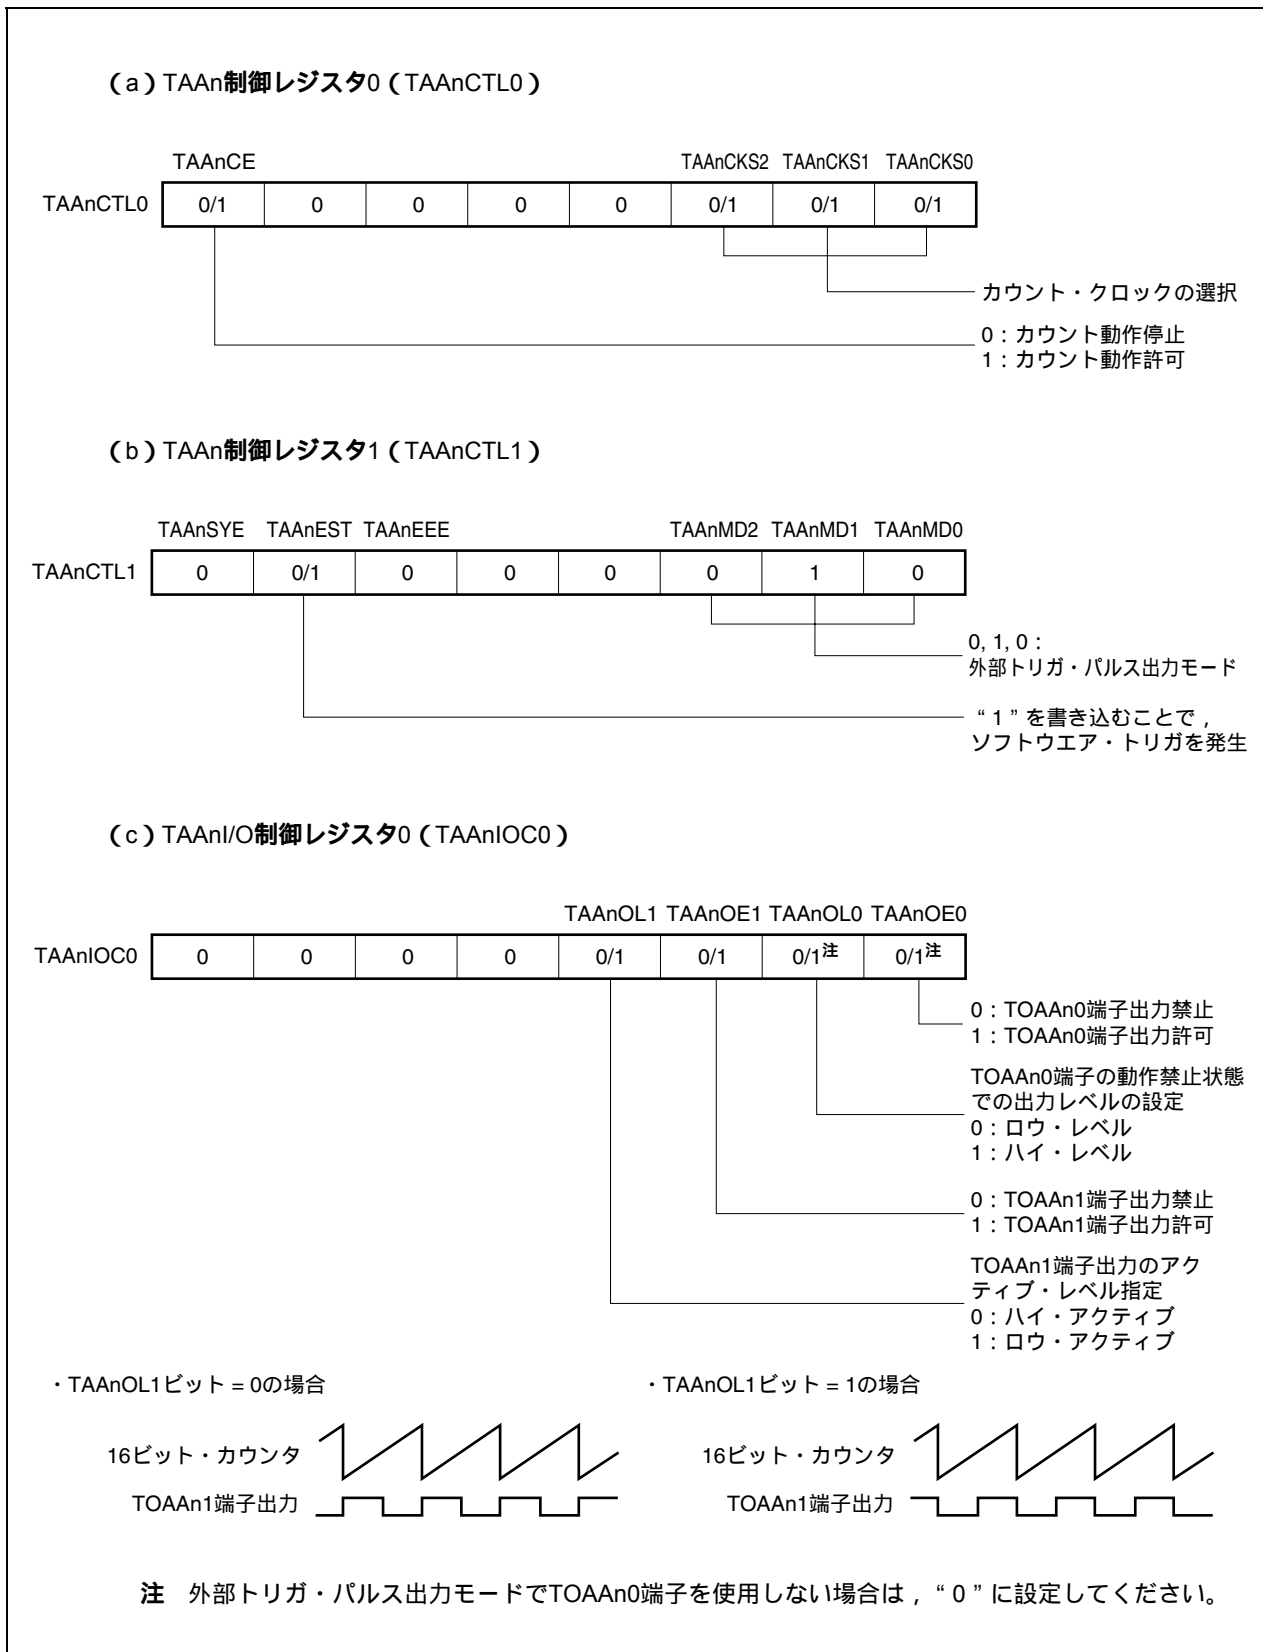 （a）TAAn制御レジスタ0（TAAnCTL0）
TAAnCE TAAnCKS2 TAAnCKS1 TAAnCKS0
TAAnCTL0 0/1 0 0 0 0 0/1 0/1 0/1
カウント・クロックの選択
0：カウント動作停止
1：カウント動作許可
（b）TAAn制御レジスタ1（TAAnCTL1）
TAAnSYE TAAnEST TAAnEEE TAAnMD2 TAAnMD1 TAAnMD0
TAAnCTL1 0 0/1 0 0 0 0 1 0
0, 1, 0：
外部トリガ・パルス出力モード
“1”を書き込むことで，
ソフトウエア・トリガを発生
（c）TAAnI/O制御レジスタ0（TAAnIOC0）
TAAnOL1 TAAnOE1 TAAnOL0 TAAnOE0
TAAnIOC0 0 0 0 0 0/1 0/1 0/1注 0/1注
0：TOAAn0端子出力禁止
1：TOAAn0端子出力許可
TOAAn0端子の動作禁止状態
での出力レベルの設定
0：ロウ・レベル
1：ハイ・レベル
0：TOAAn1端子出力禁止
1：TOAAn1端子出力許可
TOAAn1端子出力のアク
ティブ・レベル指定
0：ハイ・アクティブ
1：ロウ・アクティブ
・TAAnOL1ビット = 0の場合
16ビット・カウンタ
TOAAn1端子出力
・TAAnOL1ビット = 1の場合
16ビット・カウンタ
TOAAn1端子出力
注　外部トリガ・パルス出力モードでTOAAn0端子を使用しない場合は，“0”に設定してください。